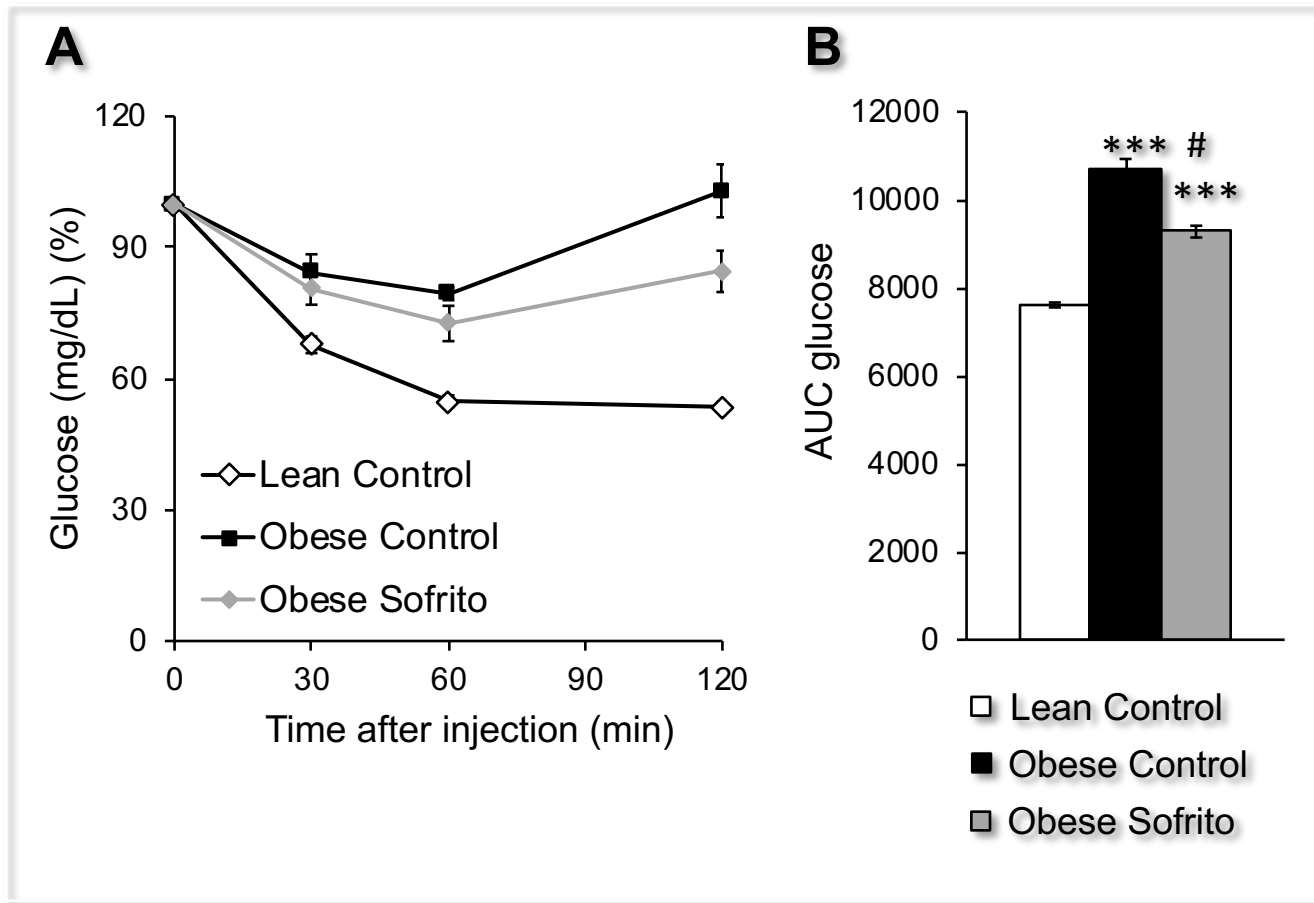 A
120
90
60
30
0
Glucose (mg/dL) (%)
Lean Control
Obese Control
Obese Sofrito
0 30 60 90 120
Time after injection (min)
B
12000
10000
8000
6000
4000
2000
0
AUC glucose
*** #
***
Lean Control
Obese Control
Obese Sofrito